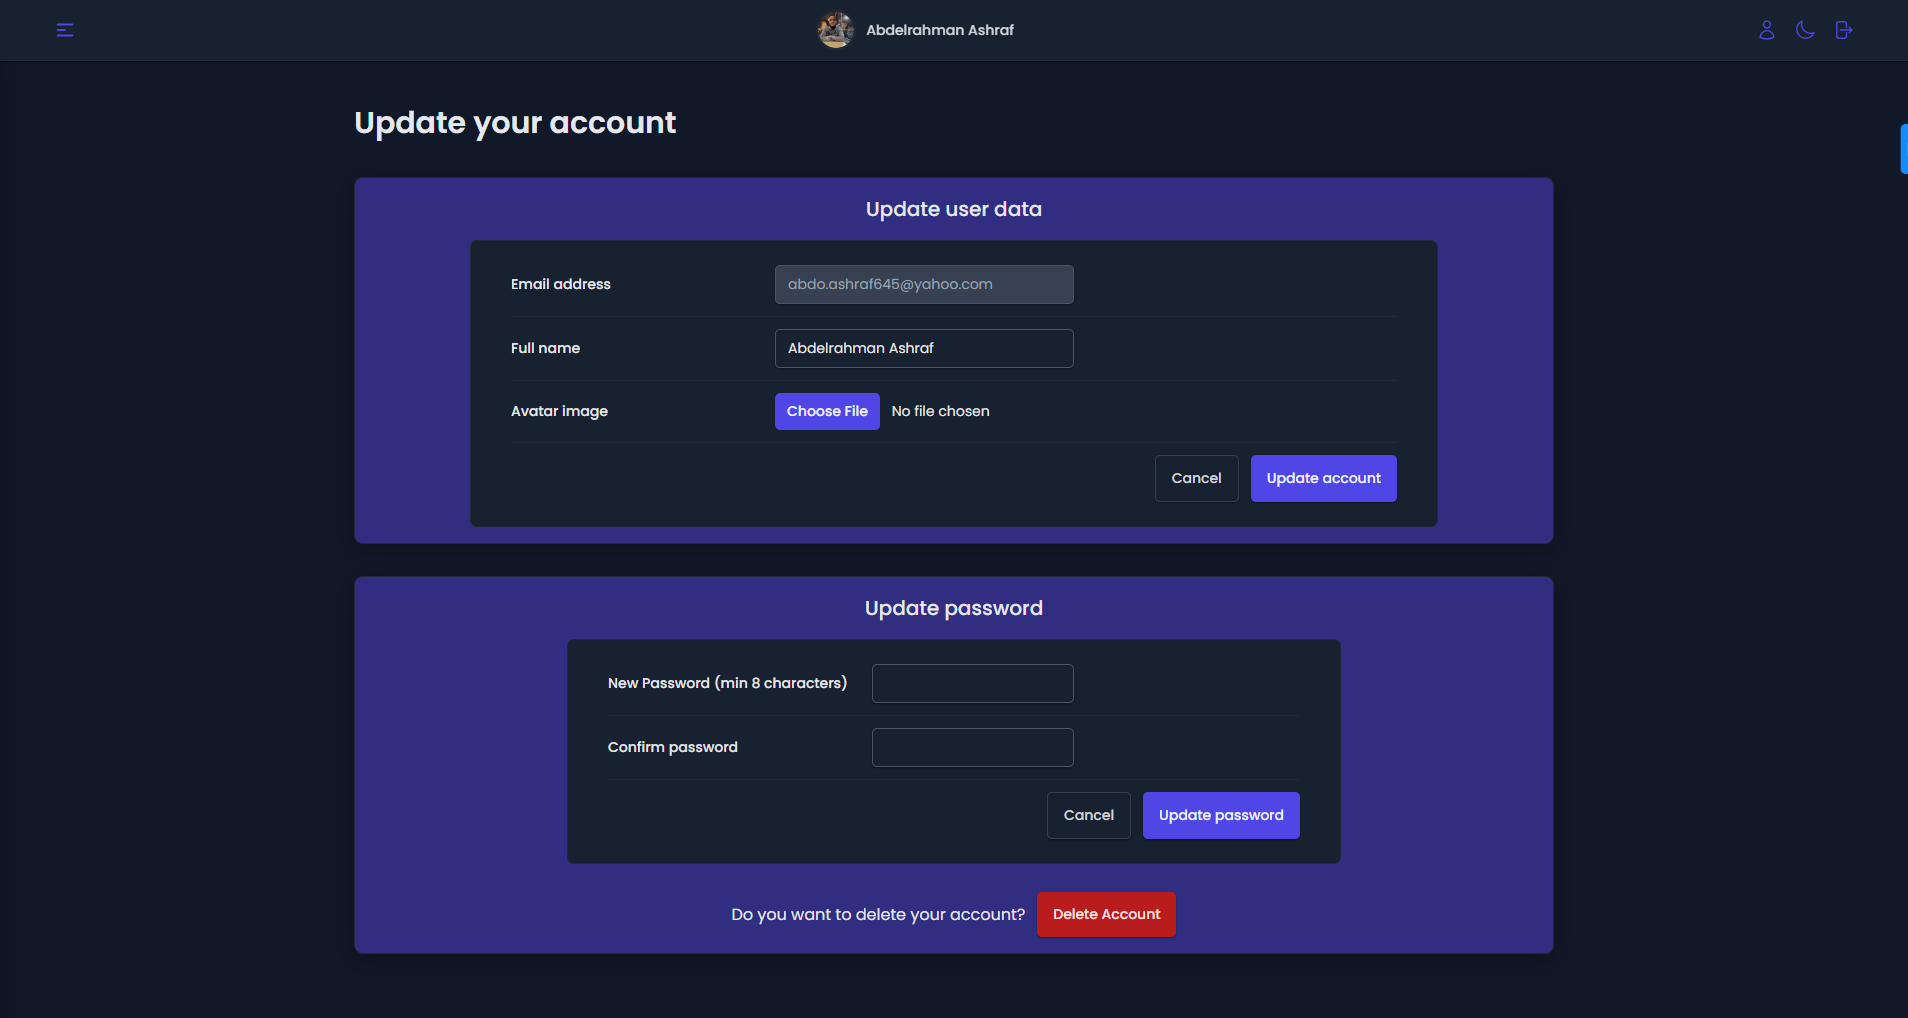 Abdelrahman Ashraf
Update your account
Update user data
Email address
abdo.ashraf645@yahoo.com
Full name
Abdelrahman Ashraf
Avatar image
Choose File No file chosen
Cancel
Update account
Update password
New Password (min 8 characters)
Confirm password
Cancel
Update password
Do you want to delete your account?
Delete Account